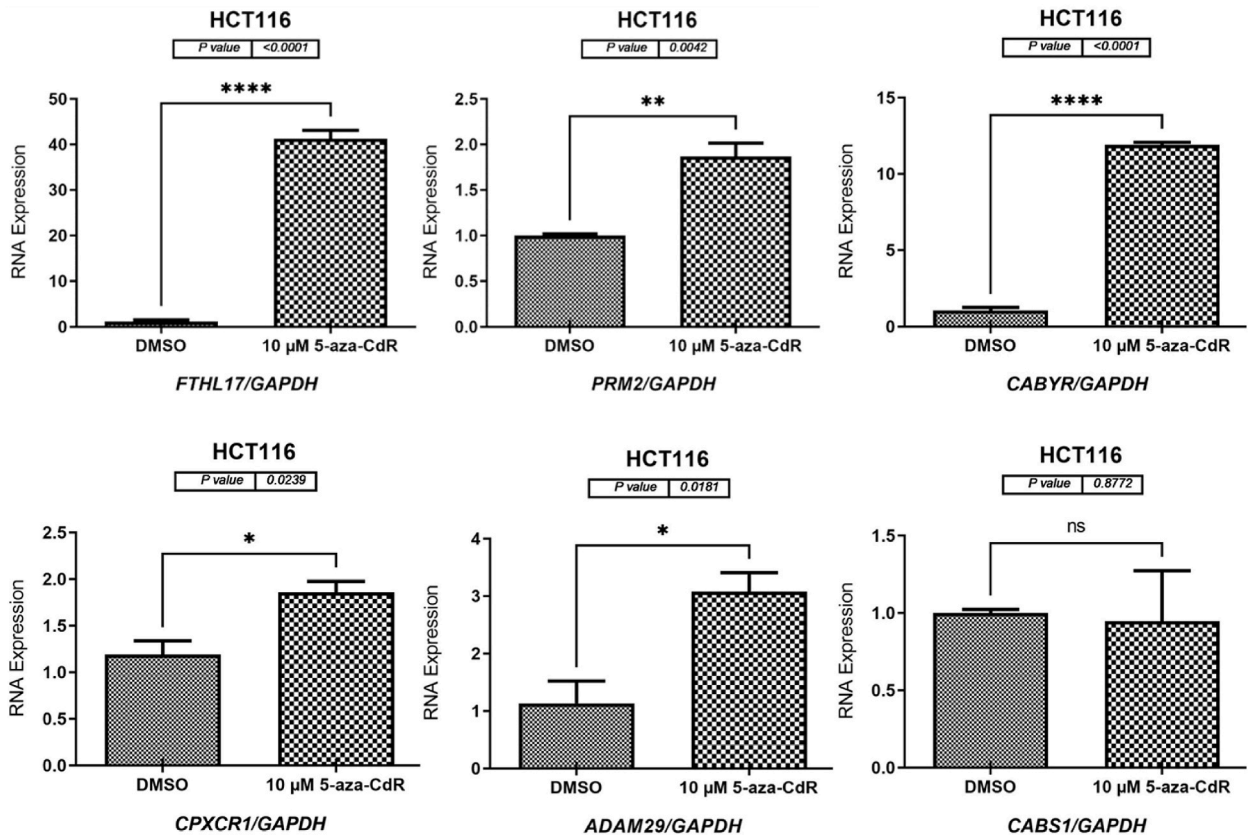 HCT116
P value <0.0001
****
50
40
30
20
10
0
RNA Expression
DMSO 10 µM 5-aza-CdR
FTHL17/GAPDH
HCT116
P value 0.0042
**
2.5
2.0
1.5
1.0
0.5
0.0
RNA Expression
DMSO 10 µM 5-aza-CdR
PRM2/GAPDH
HCT116
P value <0.0001
****
15
10
5
0
RNA Expression
DMSO 10 µM 5-aza-CdR
CABYR/GAPDH
HCT116
P value 0.0239
*
2.5
2.0
1.5
1.0
0.5
0.0
RNA Expression
DMSO 10 µM 5-aza-CdR
CPXCR1/GAPDH
HCT116
P value 0.0181
*
4
3
2
1
0
RNA Expression
DMSO 10 µM 5-aza-CdR
ADAM29/GAPDH
HCT116
P value 0.8772
ns
1.5
1.0
0.5
0.0
RNA Expression
DMSO 10 µM 5-aza-CdR
CABS1/GAPDH